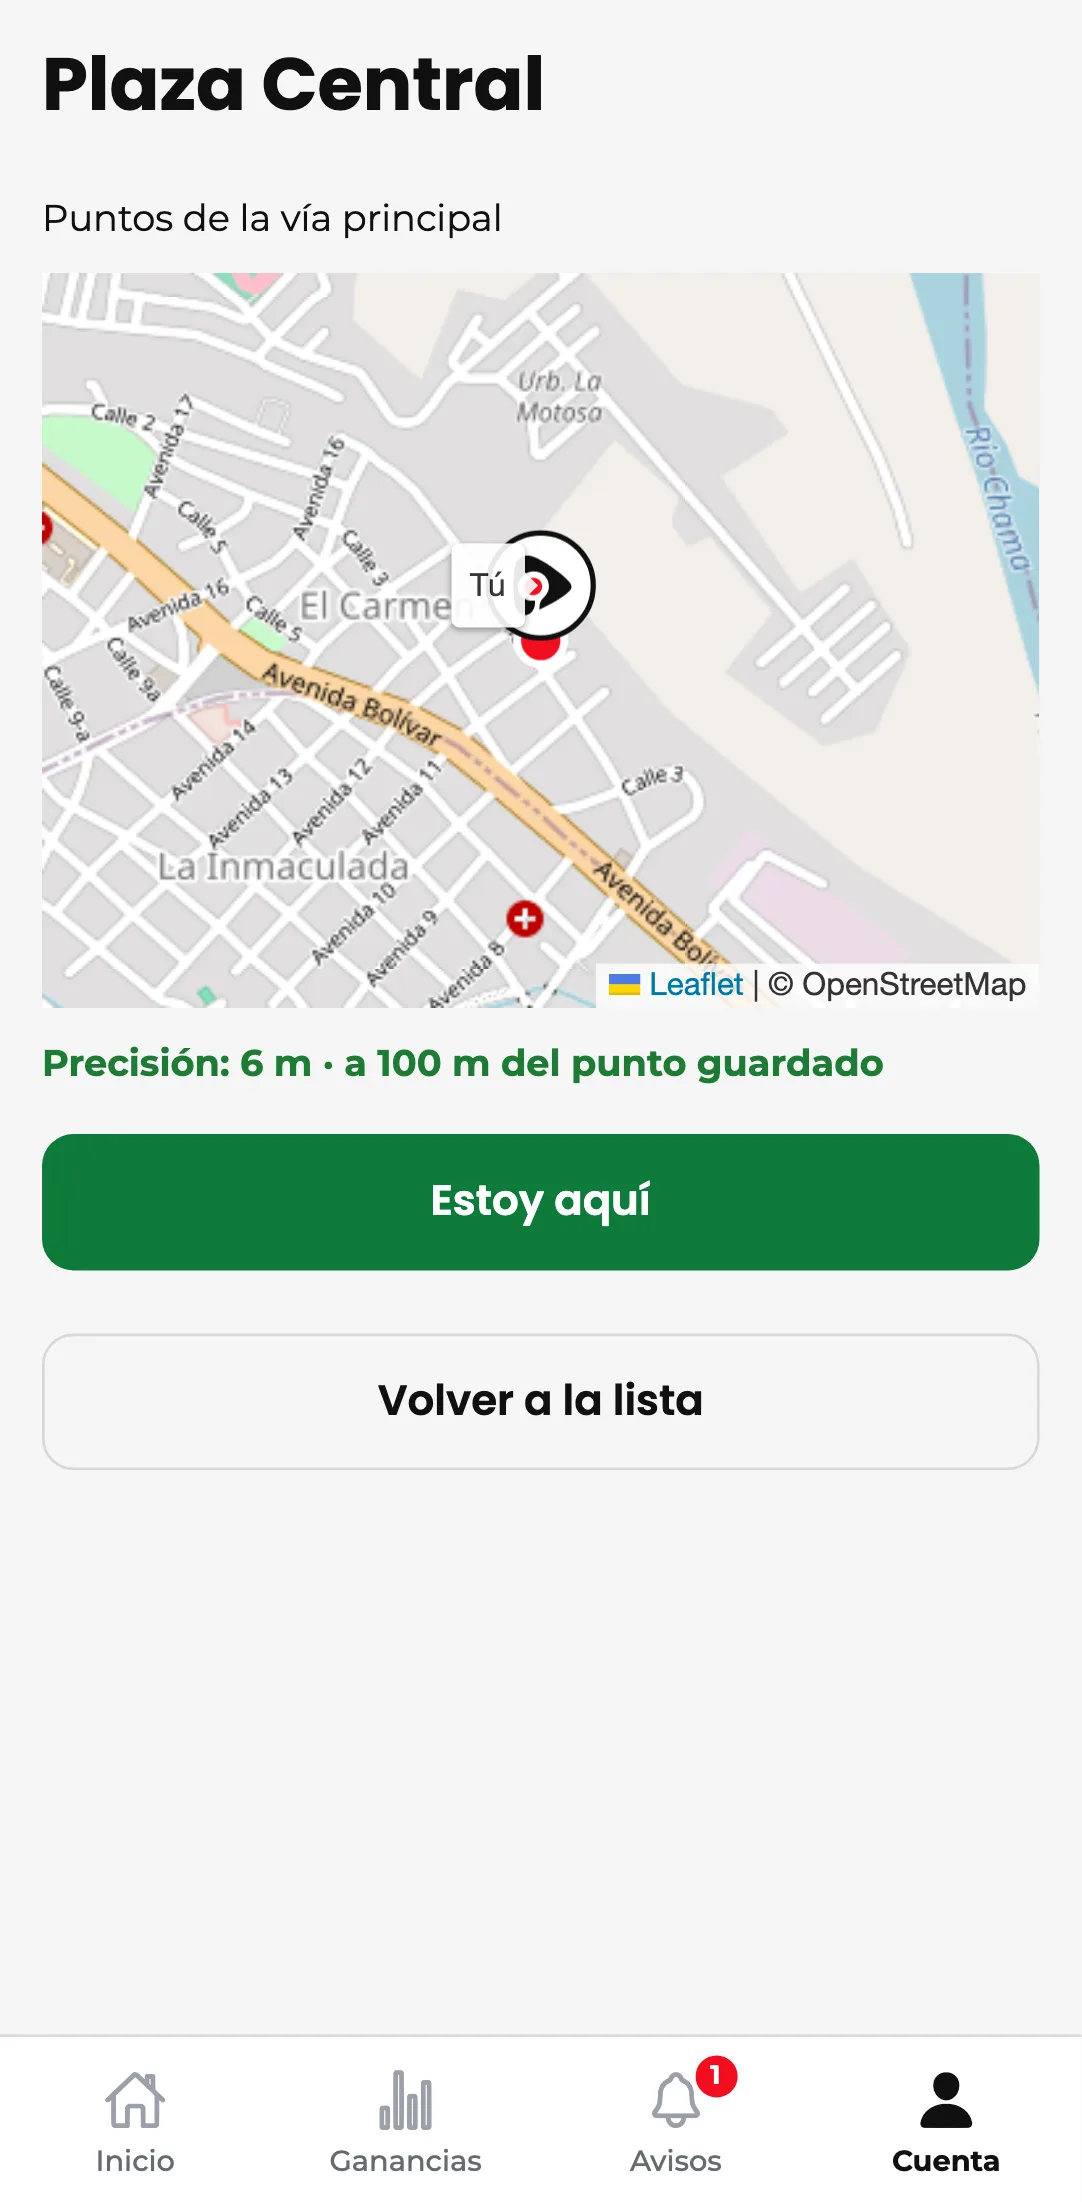 Plaza Central
Puntos de la vía principal
Urb. La
Motosa
Calle 2
Avenida 17
Avenida 16
Calle 5
Calle 3
Río Chama
Tú
El Carmen
Avenida 16
Calle 5
Calle 9a
Calle 9-a
Avenida Bolívar
Avenida 14
Avenida 13
Avenida 12
Avenida 11
Calle 3
La Inmaculada
Avenida 10
Avenida 9
Avenida 8
Avenida Bolív
Leaflet | © OpenStreetMap
Precisión: 6 m · a 100 m del punto guardado
Estoy aquí
Volver a la lista
1
Inicio
Ganancias
Avisos
Cuenta